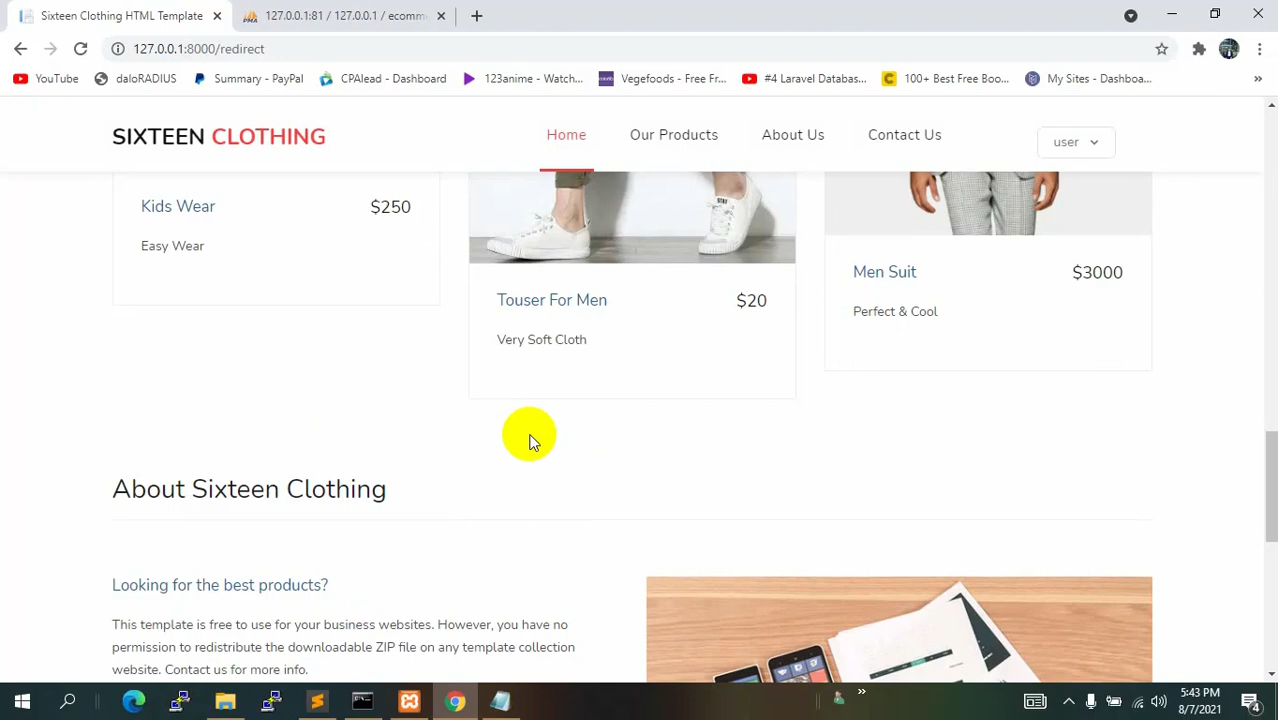 Sixteen Clothing HTML Template
127.0.0.1:81 / 127.0.0.1 / ecomm
127.0.0.1:8000/redirect
YouTube
daloRADIUS
Summary - PayPal
CPAlead - Dashboard
123anime - Watch...
Vegefoods - Free Fr...
#4 Laravel Databas...
100+ Best Free Boo...
My Sites - Dashboa...
SIXTEEN CLOTHING
Home
Our Products
About Us
Contact Us
user
Kids Wear
$250
Easy Wear
Touser For Men
$20
Very Soft Cloth
Men Suit
$3000
Perfect & Cool
About Sixteen Clothing
Looking for the best products?
This template is free to use for your business websites. However, you have no
permission to redistribute the downloadable ZIP file on any template collection
website. Contact us for more info.
5:43 PM
8/7/2021
4